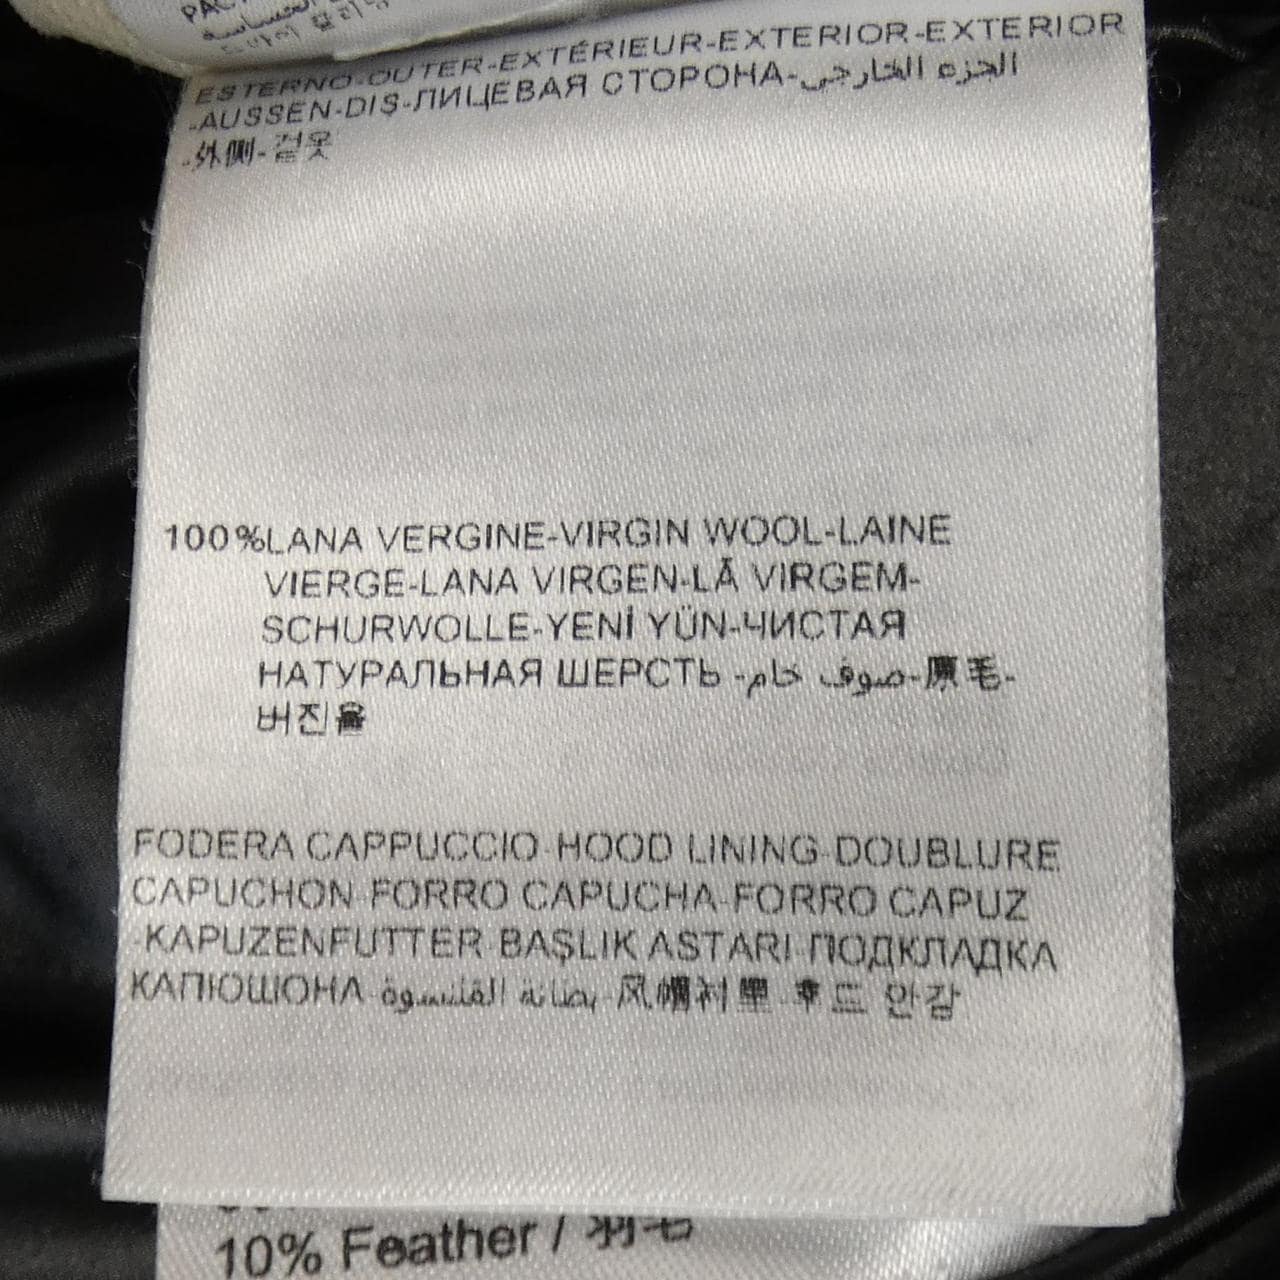 ESTERNO-OUTER-EXTÉRIEUR-EXTERIOR-EXTERIOR
-AUSSEN-DIŞ-ЛИЦЕВАЯ СТОРОНА-الجزء الخارجي
-外侧-겉옷
100%LANA VERGINE-VIRGIN WOOL-LAINE
VIERGE-LANA VIRGEN-LÃ VIRGEM-
SCHURWOLLE-YENİ YÜN-ЧИСТАЯ
НАТУРАЛЬНАЯ ШЕРСТЬ-صوف خام-原毛-
버진울
FODERA CAPPUCCIO-HOOD LINING-DOUBLURE
CAPUCHON-FORRO CAPUCHA-FORRO CAPUZ
-KAPUZENFUTTER-BAŞLIK ASTARI-ПОДКЛАДКА
КАПЮШОНА-بطانة القلنسوة-风帽衬里-후드 안감
10% Feather / 羽毛